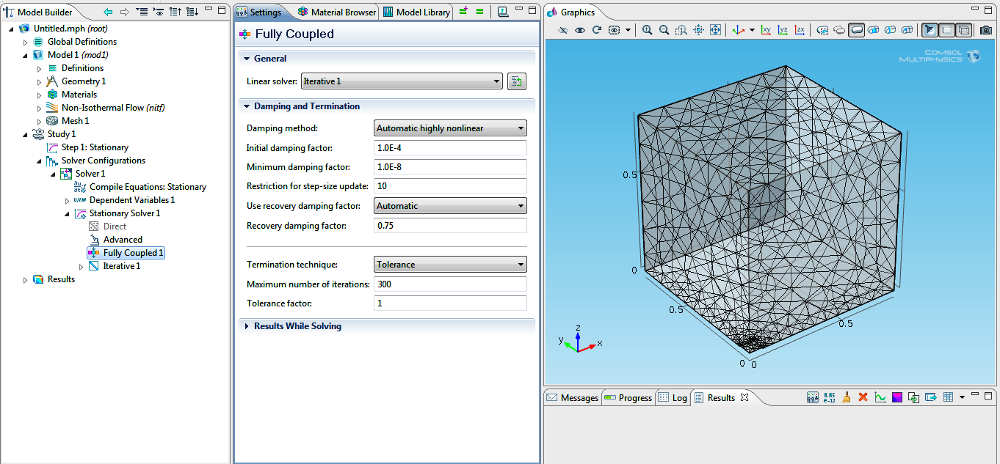 Model Builder
Untitled.mph (root)
Global Definitions
Model 1 (mod1)
Definitions
Geometry 1
Materials
Non-Isothermal Flow (nitf)
Mesh 1
Study 1
Step 1: Stationary
Solver Configurations
Solver 1
Compile Equations: Stationary
u,v,w Dependent Variables 1
Stationary Solver 1
Direct
Advanced
Fully Coupled 1
Iterative 1
Results
Settings Material Browser Model Library
Fully Coupled
General
Linear solver: Iterative 1
Damping and Termination
Damping method: Automatic highly nonlinear
Initial damping factor: 1.0E-4
Minimum damping factor: 1.0E-8
Restriction for step-size update: 10
Use recovery damping factor: Automatic
Recovery damping factor: 0.75
Termination technique: Tolerance
Maximum number of iterations: 300
Tolerance factor: 1
Results While Solving
Graphics
xy yz zx
COMSOL
MULTIPHYSICS
0.5
0
0.5
0.5
0 0
z
y x
Messages Progress Log Results
8.85
e-12